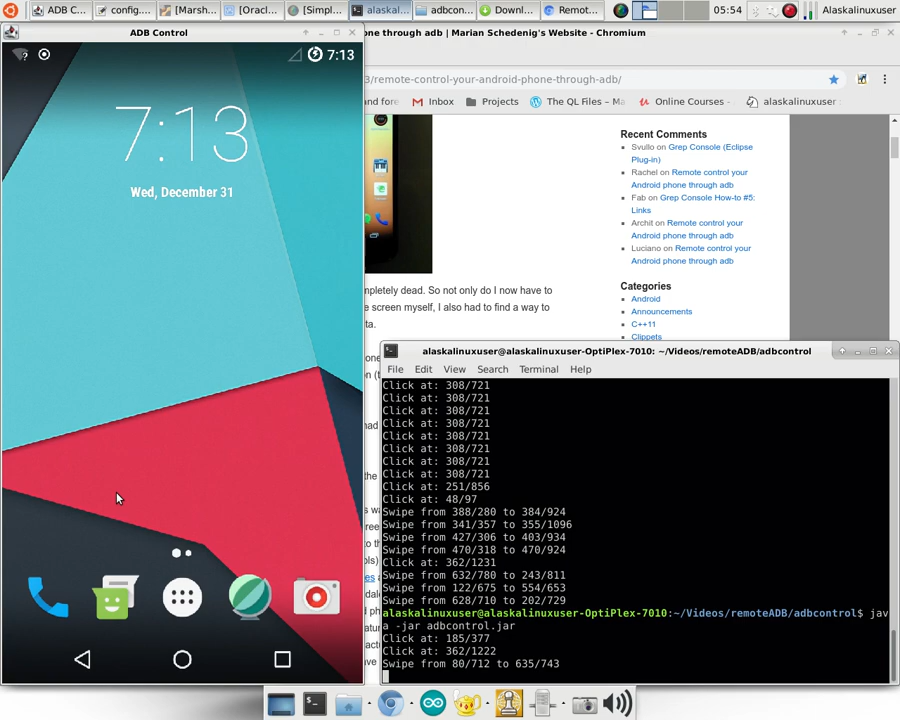 ADB C...
config....
[Marsh...
[Oracl...
[Simpl...
alaskal...
adbcon...
Downl...
Remot...
05:54
Alaskalinuxuser
ADB Control
one through adb | Marian Schedenig's Website - Chromium
7:13
3/remote-control-your-android-phone-through-adb/
and fore
Inbox
Projects
The QL Files – Ma
Online Courses -
alaskalinuxuser :
7:13
Wed, December 31
Recent Comments
Svullo on Grep Console (Eclipse
Plug-in)
Rachel on Remote control your
Android phone through adb
Fab on Grep Console How-to #5:
Links
Archit on Remote control your
Android phone through adb
Luciano on Remote control your
Android phone through adb
Categories
Android
Announcements
C++11
Clippets
mpletely dead. So not only do I now have to
e screen myself, I also had to find a way to
ta.
alaskalinuxuser@alaskalinuxuser-OptiPlex-7010: ~/Videos/remoteADB/adbcontrol
File Edit View Search Terminal Help
Click at: 308/721
Click at: 308/721
Click at: 308/721
Click at: 308/721
Click at: 308/721
Click at: 308/721
Click at: 308/721
Click at: 308/721
Click at: 251/856
Click at: 48/97
Swipe from 388/280 to 384/924
Swipe from 341/357 to 355/1096
Swipe from 427/306 to 403/934
Swipe from 470/318 to 470/924
Click at: 362/1231
Swipe from 632/780 to 243/811
Swipe from 122/675 to 554/653
Swipe from 628/710 to 202/729
alaskalinuxuser@alaskalinuxuser-OptiPlex-7010:~/Videos/remoteADB/adbcontrol$ jav
a -jar adbcontrol.jar
Click at: 185/377
Click at: 362/1222
Swipe from 80/712 to 635/743